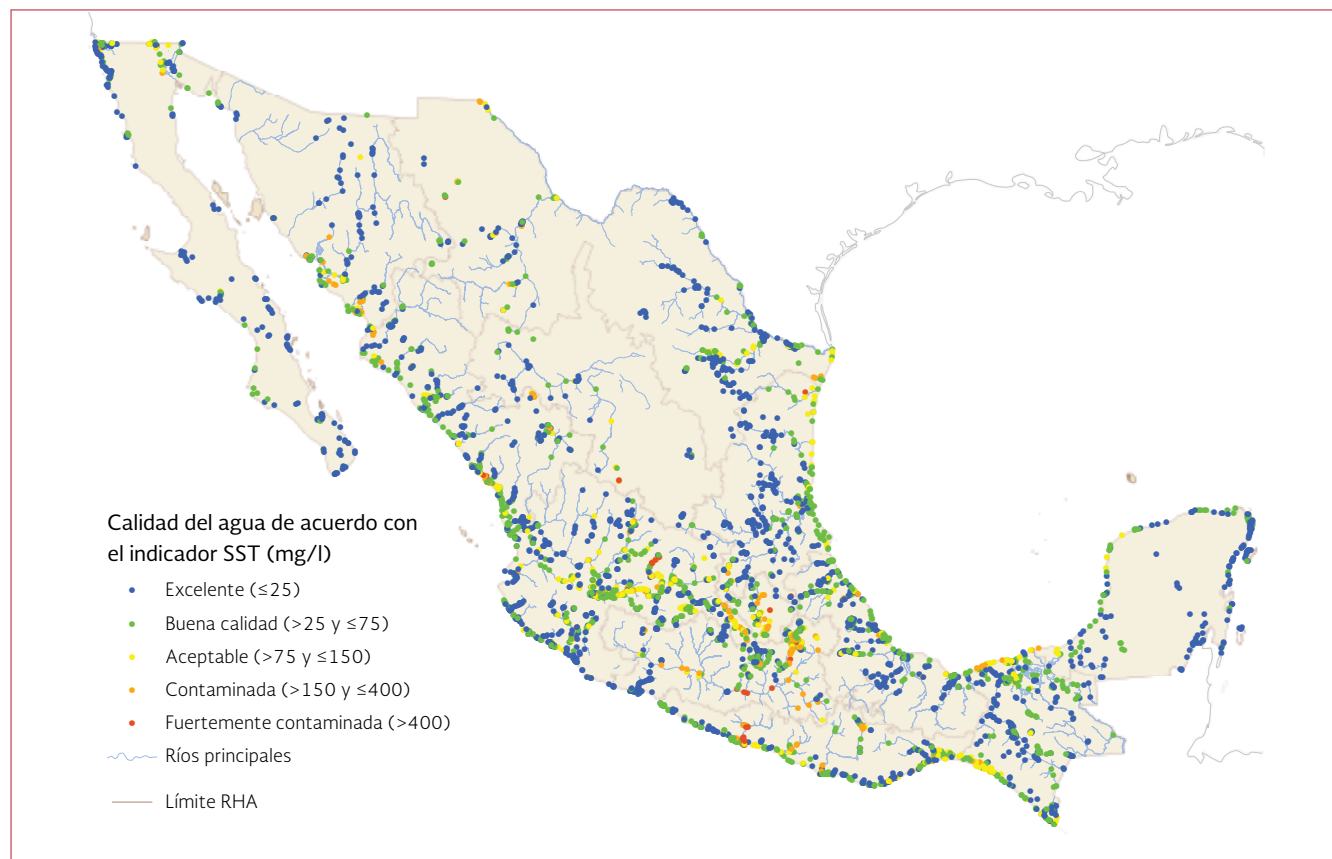 Calidad del agua de acuerdo con
el indicador SST (mg/l)
Excelente (≤25)
Buena calidad (>25 y ≤75)
Aceptable (>75 y ≤150)
Contaminada (>150 y ≤400)
Fuertemente contaminada (>400)
Ríos principales
Límite RHA